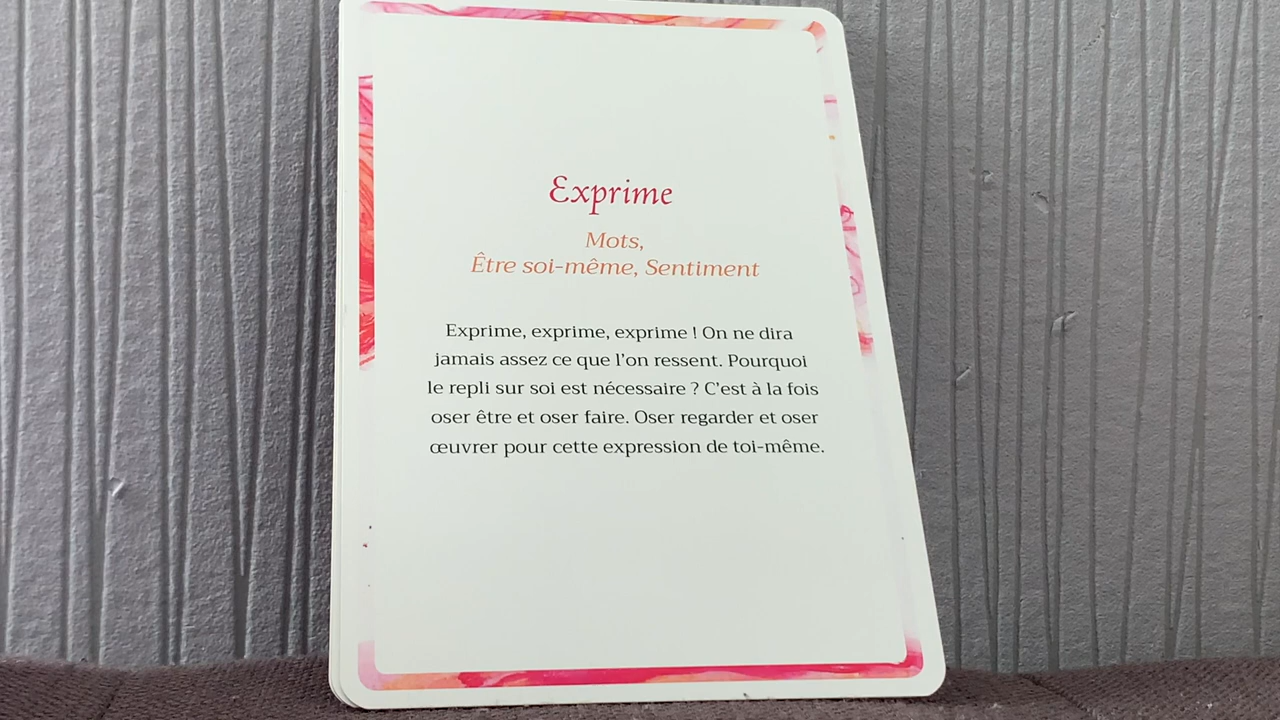 Exprime
Mots,
Être soi-même, Sentiment
Exprime, exprime, exprime ! On ne dira
jamais assez ce que l'on ressent. Pourquoi
le repli sur soi est nécessaire ? C'est à la fois
oser être et oser faire. Oser regarder et oser
œuvrer pour cette expression de toi-même.